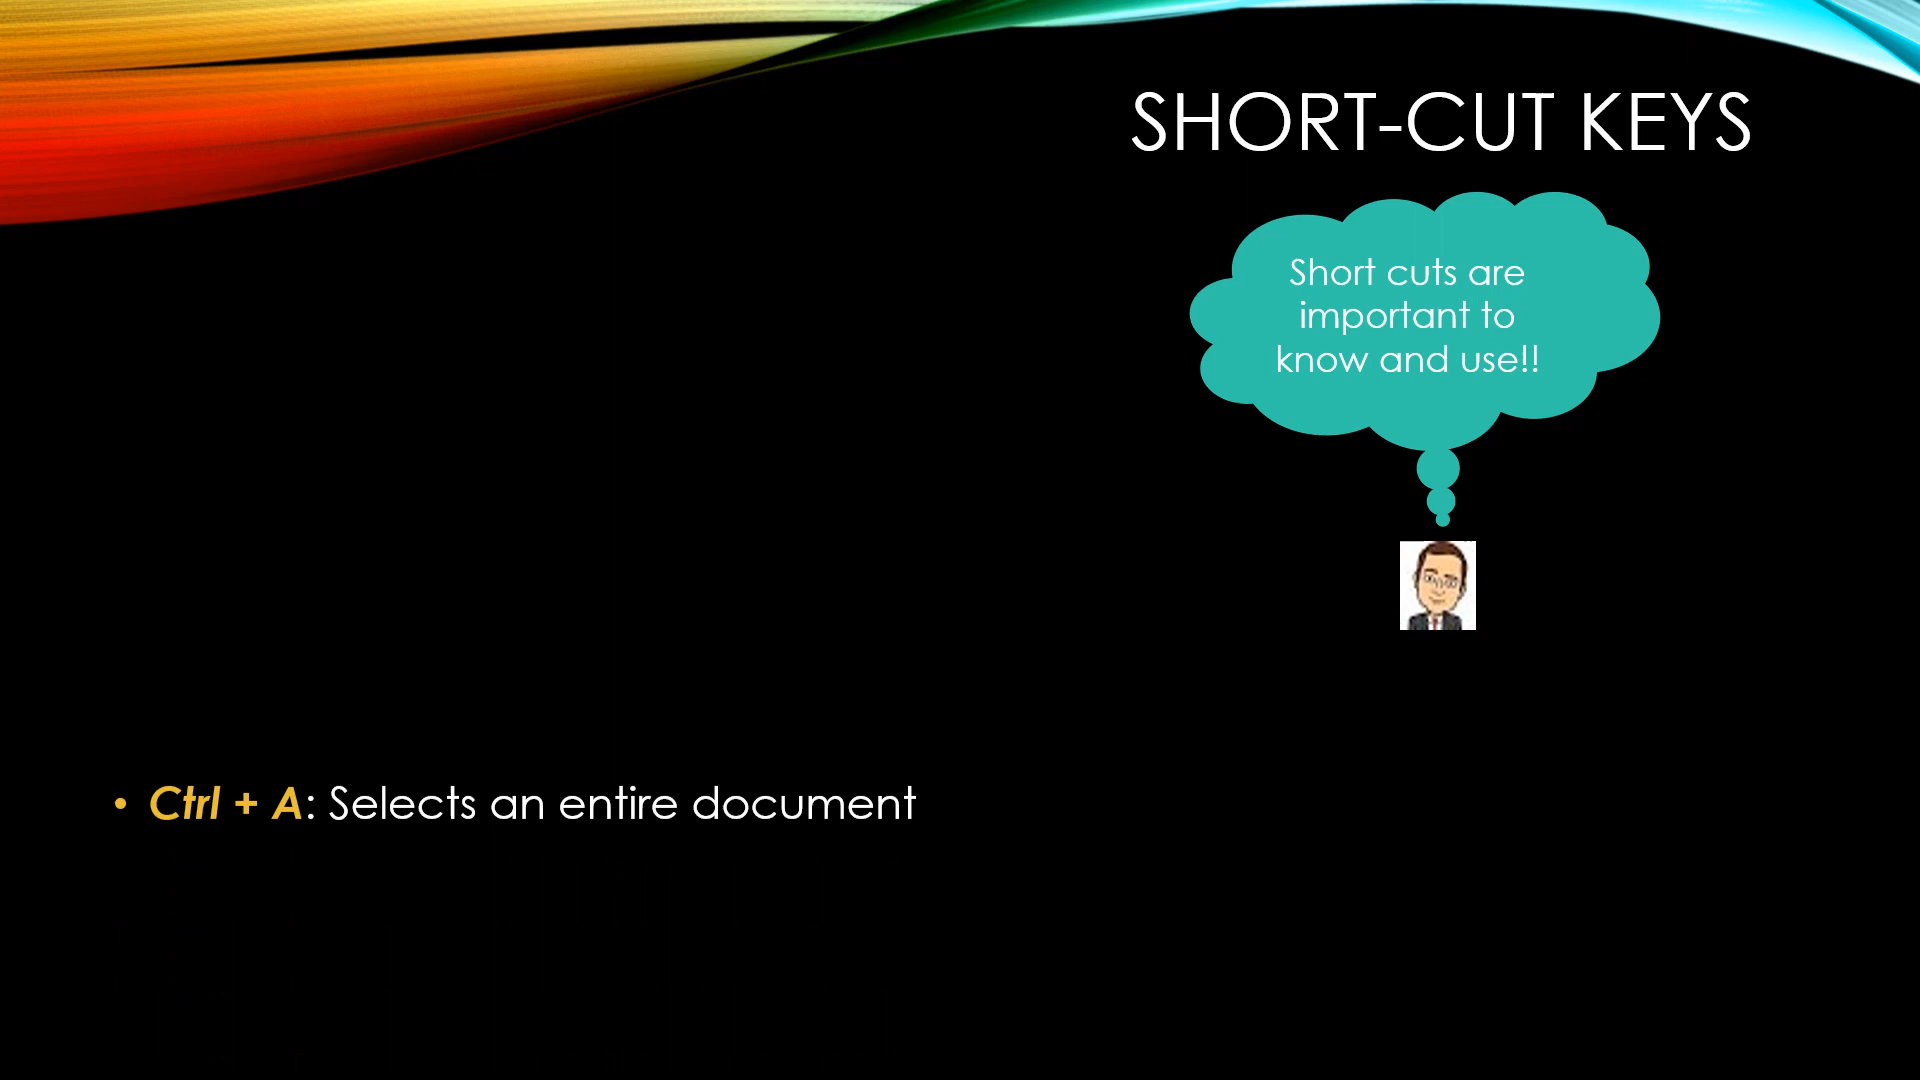 SHORT-CUT KEYS
Short cuts are
important to
know and use!!
• Ctrl + A: Selects an entire document